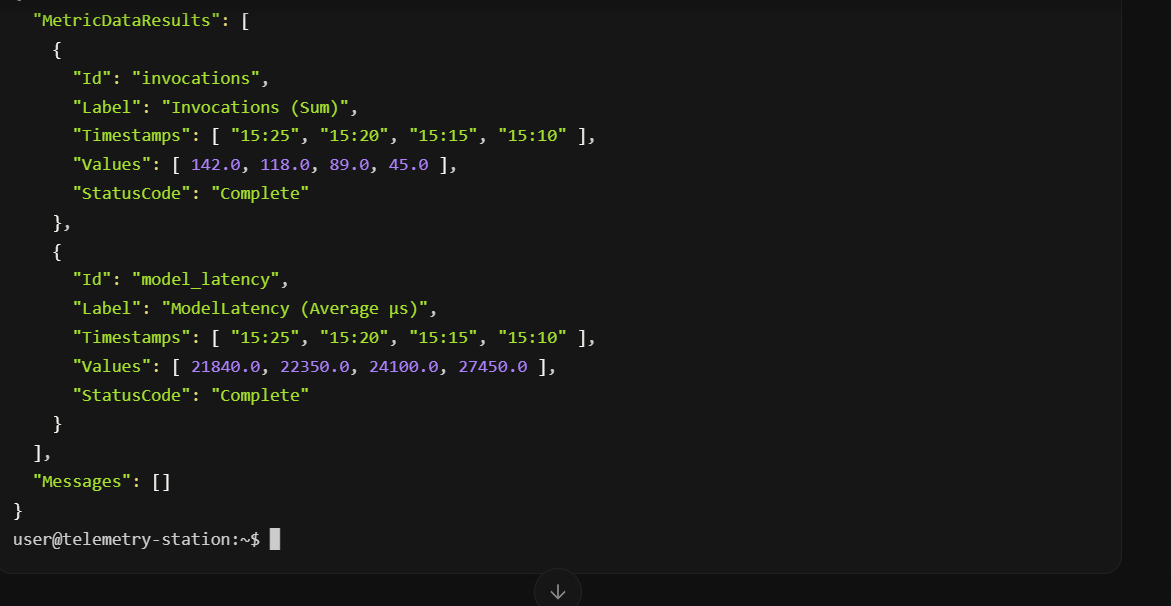 "MetricDataResults": [
{
"Id": "invocations",
"Label": "Invocations (Sum)",
"Timestamps": [ "15:25", "15:20", "15:15", "15:10" ],
"Values": [ 142.0, 118.0, 89.0, 45.0 ],
"StatusCode": "Complete"
},
{
"Id": "model_latency",
"Label": "ModelLatency (Average µs)",
"Timestamps": [ "15:25", "15:20", "15:15", "15:10" ],
"Values": [ 21840.0, 22350.0, 24100.0, 27450.0 ],
"StatusCode": "Complete"
}
],
"Messages": []
}
user@telemetry-station:~$